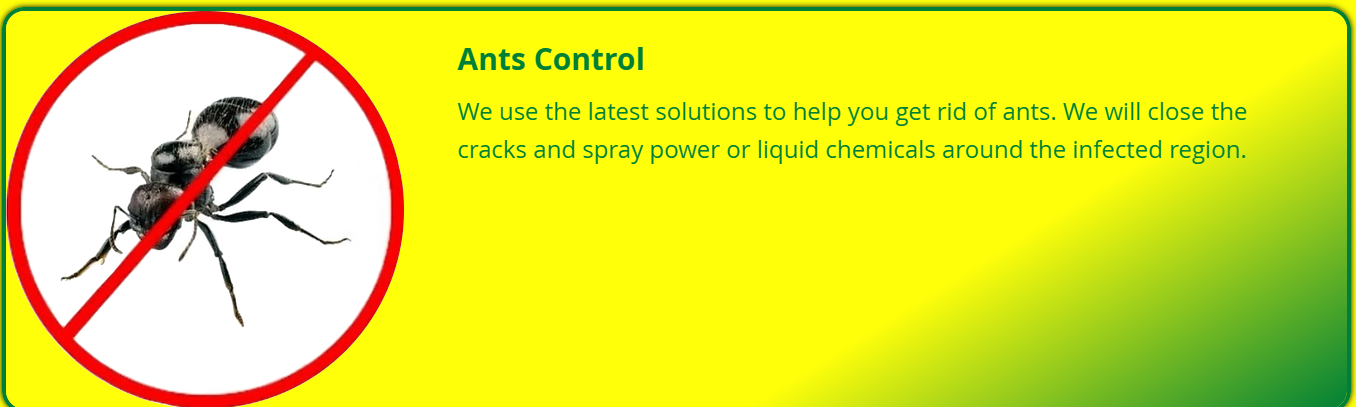 Ants Control
We use the latest solutions to help you get rid of ants. We will close the
cracks and spray power or liquid chemicals around the infected region.